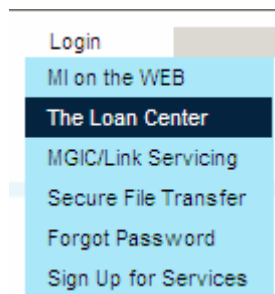 Login
MI on the WEB
The Loan Center
MGIC/Link Servicing
Secure File Transfer
Forgot Password
Sign Up for Services